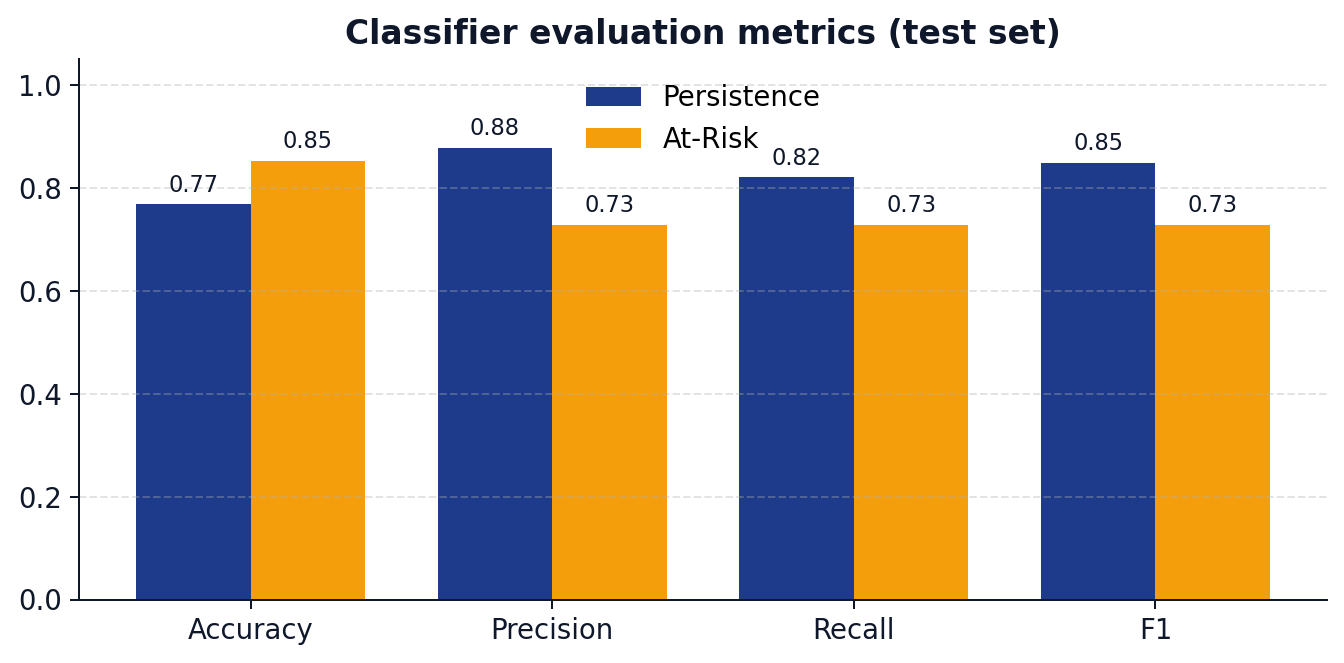 Classifier evaluation metrics (test set)
1.0
0.8
0.6
0.4
0.2
0.0
Persistence
At-Risk
0.77
0.85
0.88
0.73
0.82
0.73
0.85
0.73
Accuracy
Precision
Recall
F1